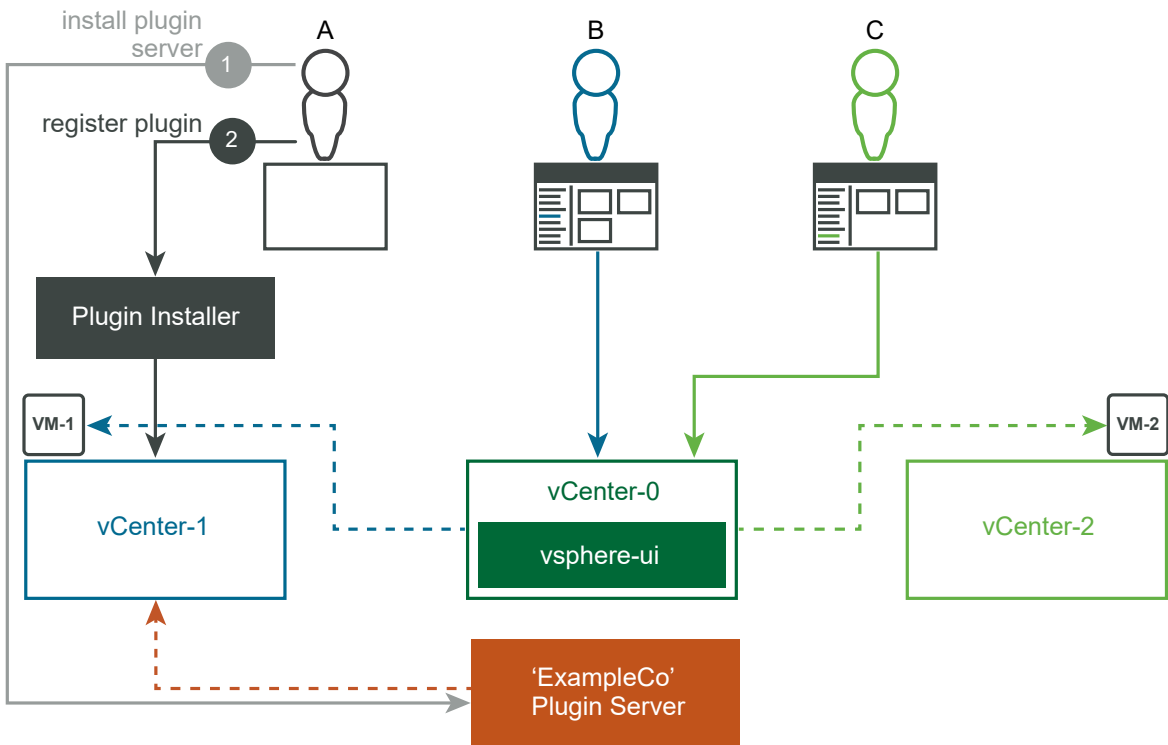 install plugin
server
1
A
B
C
register plugin
2
Plugin Installer
VM-1
VM-2
vCenter-1
vCenter-0
vsphere-ui
vCenter-2
‘ExampleCo’
Plugin Server